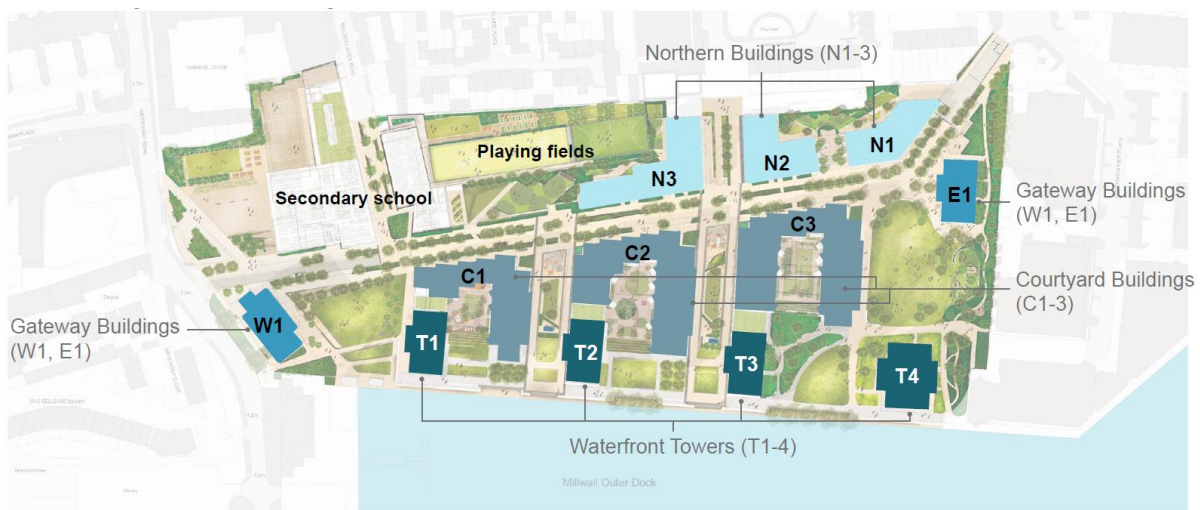 Northern Buildings (N1-3)
Playing fields
N1
N2
N3
Secondary school
E1
Gateway Buildings
(W1, E1)
C3
C2
C1
Courtyard Buildings
(C1-3)
Gateway Buildings
(W1, E1)
W1
T1
T2
T3
T4
Waterfront Towers (T1-4)
Millwall Outer Dock